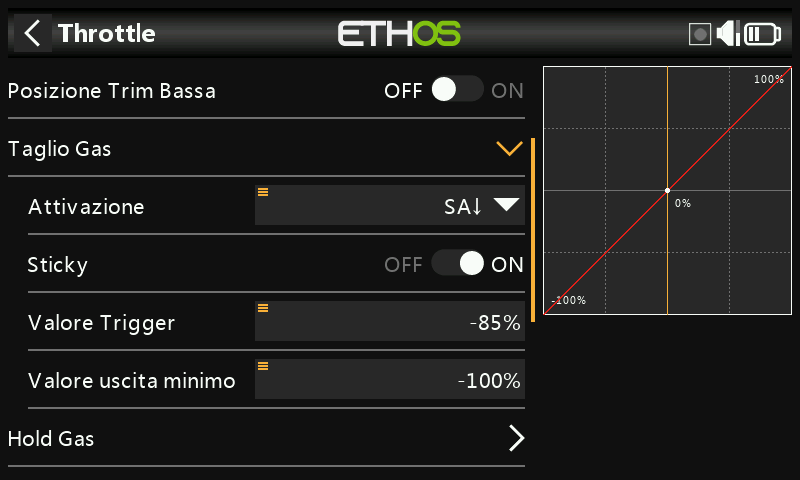 Throttle
ETHOS
Posizione Trim Bassa OFF ON
Taglio Gas
Attivazione SA↓
Sticky OFF ON
Valore Trigger -85%
Valore uscita minimo -100%
Hold Gas
100%
0%
-100%